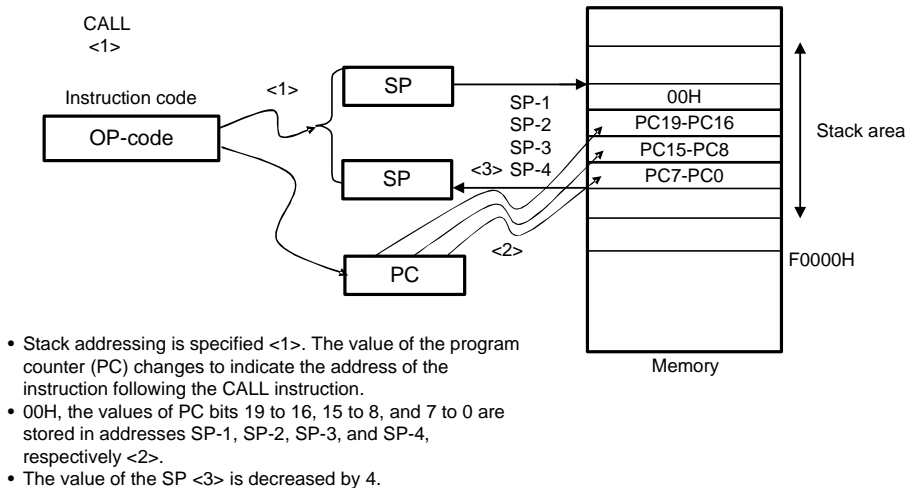 CALL
<1>
Instruction code
OP-code
<1>
SP
SP
PC
SP-1
SP-2
SP-3
<3> SP-4
<2>
00H
PC19-PC16
PC15-PC8
PC7-PC0
Stack area
F0000H
Memory
• Stack addressing is specified <1>. The value of the program
counter (PC) changes to indicate the address of the
instruction following the CALL instruction.
• 00H, the values of PC bits 19 to 16, 15 to 8, and 7 to 0 are
stored in addresses SP-1, SP-2, SP-3, and SP-4,
respectively <2>.
• The value of the SP <3> is decreased by 4.